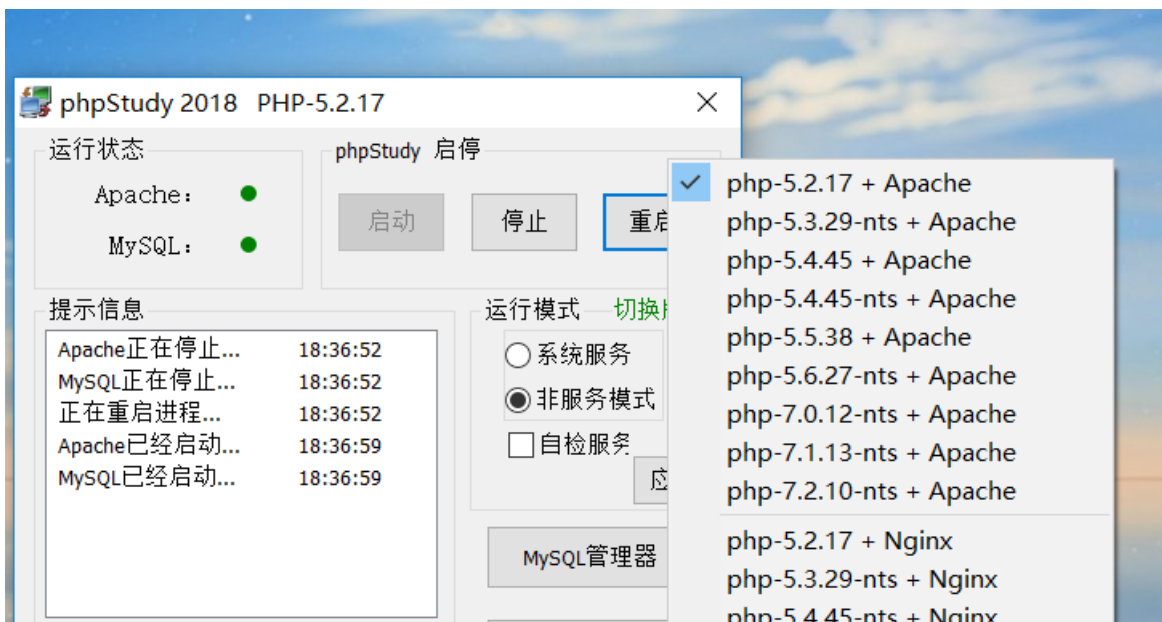 phpStudy 2018 PHP-5.2.17
运行状态
phpStudy 启停
Apache:
MySQL:
启动
停止
重启
提示信息
Apache正在停止... 18:36:52
MySQL正在停止... 18:36:52
正在重启进程... 18:36:52
Apache已经启动... 18:36:59
MySQL已经启动... 18:36:59
运行模式
切换
系统服务
非服务模式
自检服务
应
MySQL管理器
php-5.2.17 + Apache
php-5.3.29-nts + Apache
php-5.4.45 + Apache
php-5.4.45-nts + Apache
php-5.5.38 + Apache
php-5.6.27-nts + Apache
php-7.0.12-nts + Apache
php-7.1.13-nts + Apache
php-7.2.10-nts + Apache
php-5.2.17 + Nginx
php-5.3.29-nts + Nginx
php-5.4.45-nts + Nginx